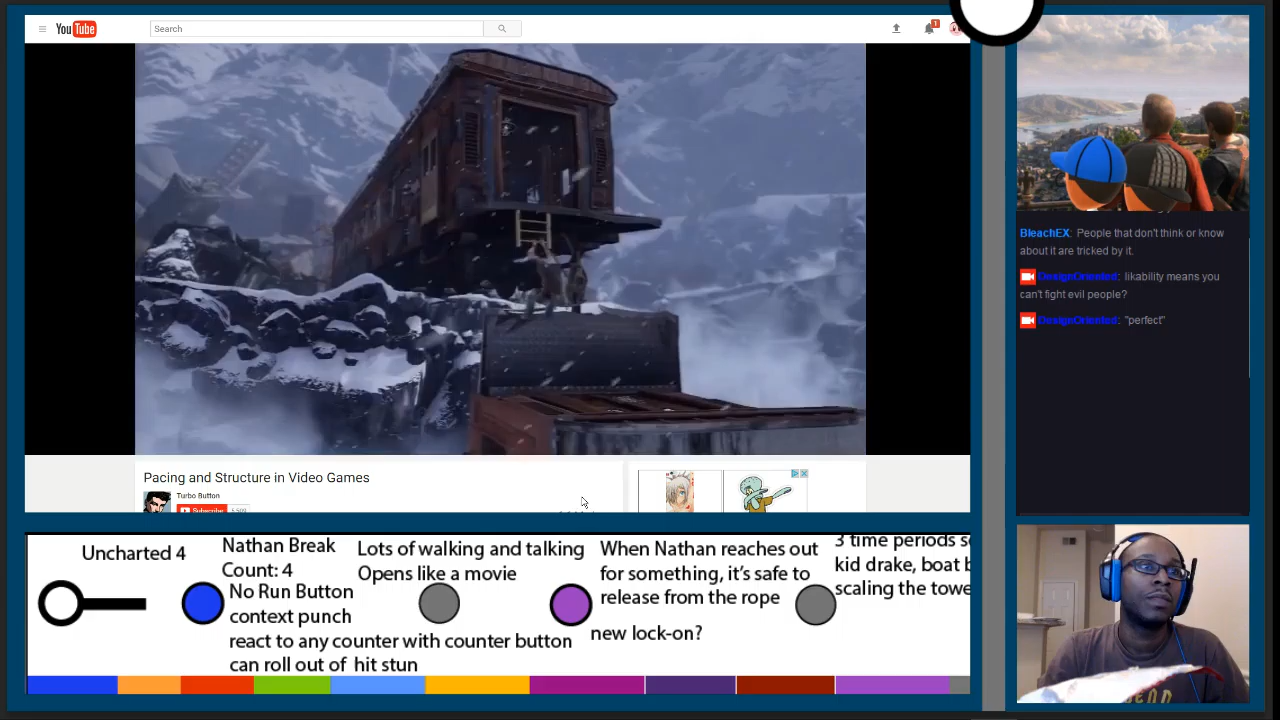 YouTube
Search
1
Pacing and Structure in Video Games
Turbo Button
Subscribe
BleachEX: People that don't think or know
about it are tricked by it.
DesignOriented: likability means you
can't fight evil people?
DesignOriented: "perfect"
Uncharted 4
Nathan Break
Count: 4
No Run Button
context punch
react to any counter with counter button
can roll out of hit stun
Lots of walking and talking
Opens like a movie
When Nathan reaches out
for something, it's safe to
release from the rope
new lock-on?
3 time periods
kid drake, boat
scaling the